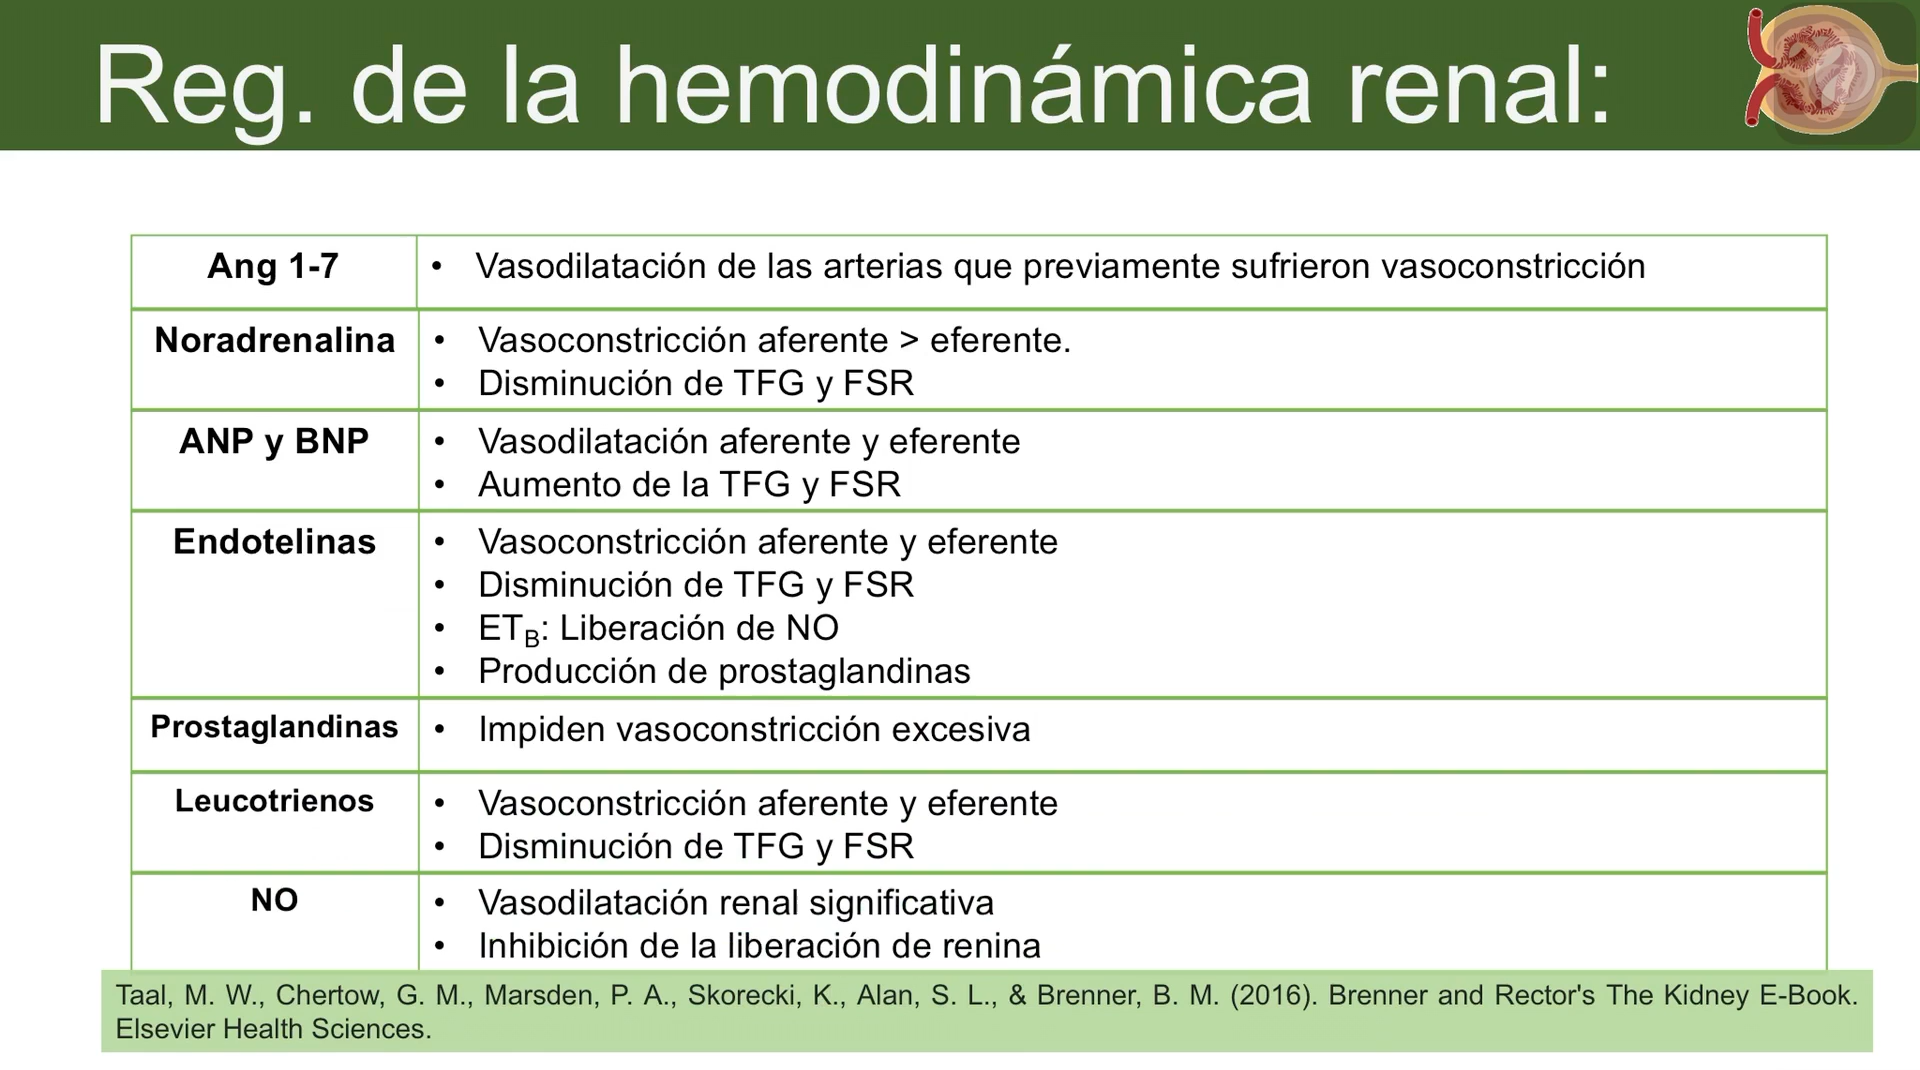 Reg. de la hemodinámica renal:
Ang 1-7
• Vasodilatación de las arterias que previamente sufrieron vasoconstricción
Noradrenalina
• Vasoconstricción aferente > eferente.
• Disminución de TFG y FSR
ANP y BNP
• Vasodilatación aferente y eferente
• Aumento de la TFG y FSR
Endotelinas
• Vasoconstricción aferente y eferente
• Disminución de TFG y FSR
• ETB: Liberación de NO
• Producción de prostaglandinas
Prostaglandinas
• Impiden vasoconstricción excesiva
Leucotrienos
• Vasoconstricción aferente y eferente
• Disminución de TFG y FSR
NO
• Vasodilatación renal significativa
• Inhibición de la liberación de renina
Taal, M. W., Chertow, G. M., Marsden, P. A., Skorecki, K., Alan, S. L., & Brenner, B. M. (2016). Brenner and Rector's The Kidney E-Book.
Elsevier Health Sciences.